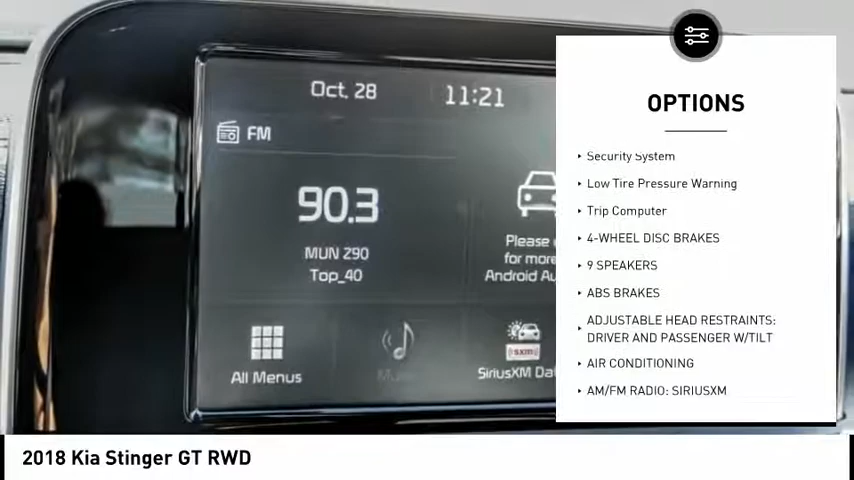 Oct. 28
11:21
FM
90.3
MUN 290
Top_40
Please
for more
Android Au
All Menus
SiriusXM Dat
sxm
OPTIONS
Security System
Low Tire Pressure Warning
Trip Computer
4-WHEEL DISC BRAKES
9 SPEAKERS
ABS BRAKES
ADJUSTABLE HEAD RESTRAINTS:
DRIVER AND PASSENGER W/TILT
AIR CONDITIONING
AM/FM RADIO: SIRIUSXM
2018 Kia Stinger GT RWD